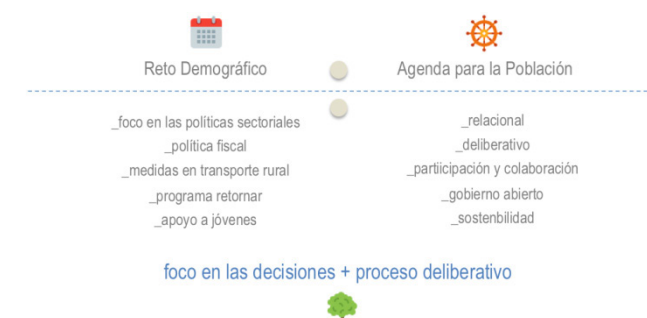 Reto Demográfico
_foco en las políticas sectoriales
_política fiscal
_medidas en transporte rural
_programa retornar
_apoyo a jóvenes
Agenda para la Población
_relacional
_deliberativo
_partiicipación y colaboración
_gobierno abierto
_sostenbilidad
foco en las decisiones + proceso deliberativo